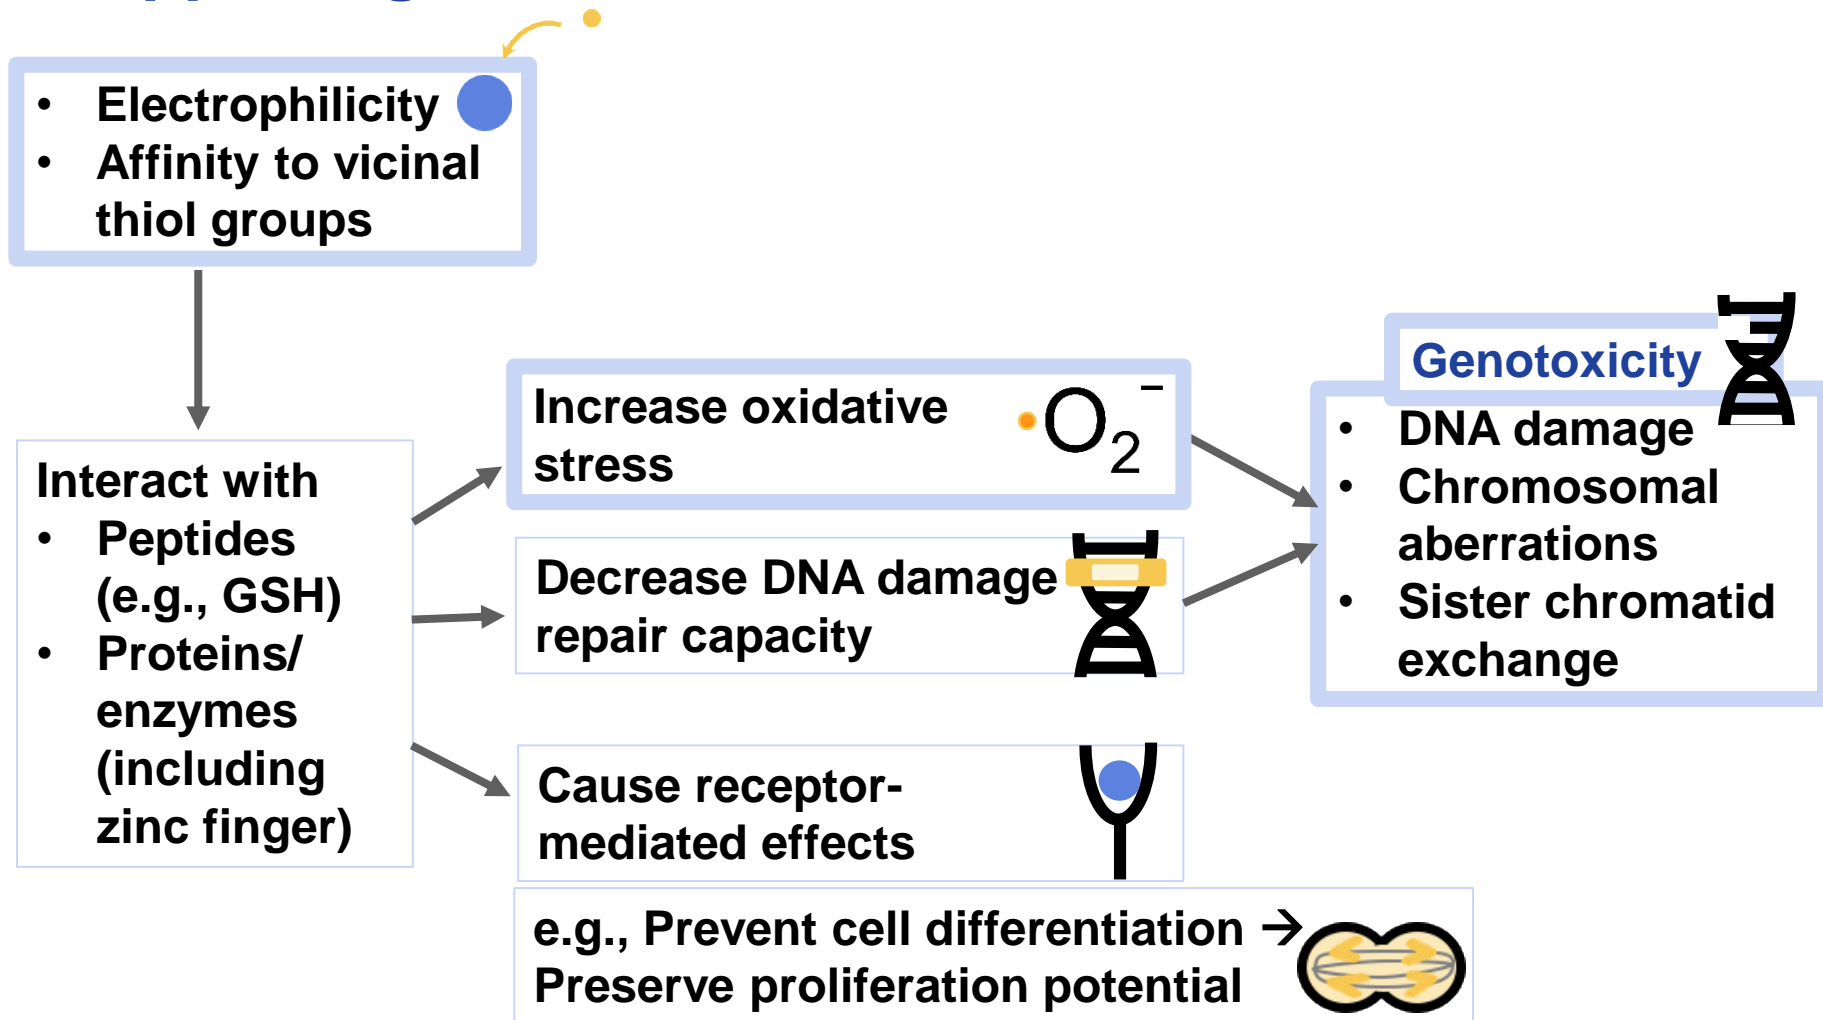 • Electrophilicity
• Affinity to vicinal
thiol groups
Interact with
• Peptides
(e.g., GSH)
• Proteins/
enzymes
(including
zinc finger)
Increase oxidative
stress
•O₂⁻
Decrease DNA damage
repair capacity
Cause receptor-
mediated effects
e.g., Prevent cell differentiation →
Preserve proliferation potential
Genotoxicity
• DNA damage
• Chromosomal
aberrations
• Sister chromatid
exchange